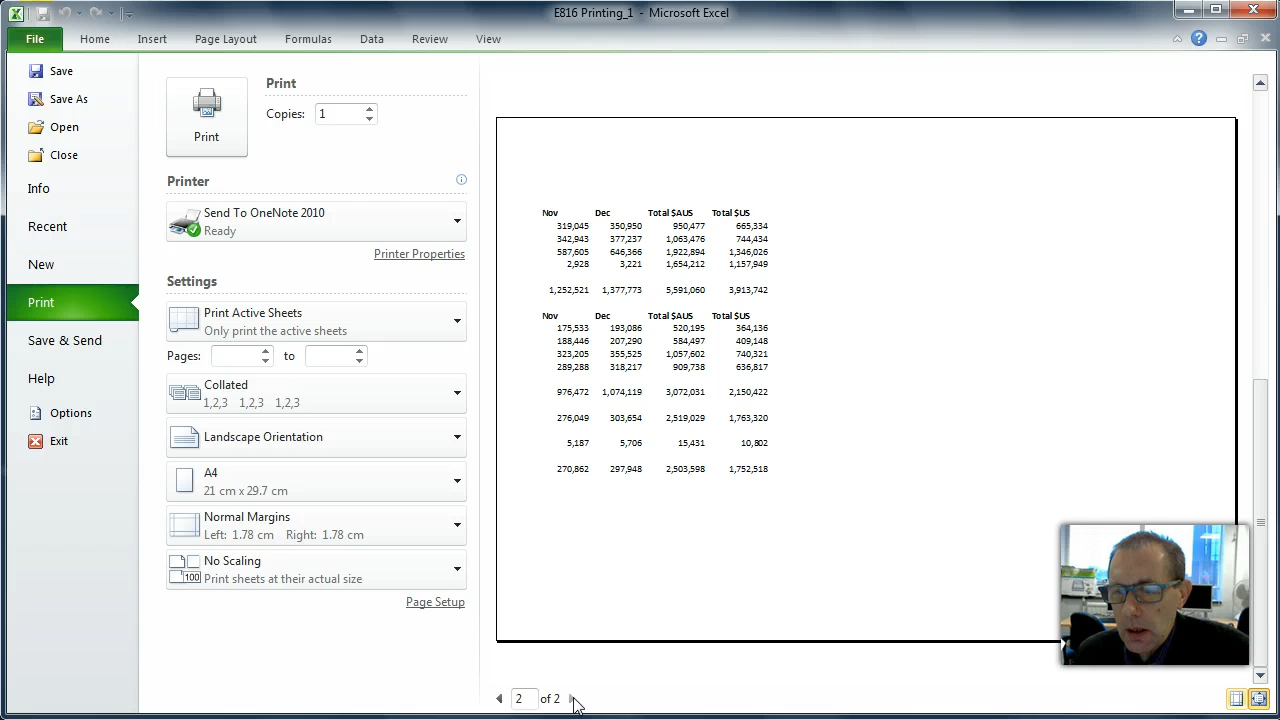 E816 Printing_1 - Microsoft Excel
File Home Insert Page Layout Formulas Data Review View
Save
Save As
Open
Close
Info
Recent
New
Print
Save & Send
Help
Options
Exit
Print
Print
Copies: 1
Printer
Send To OneNote 2010
Ready
Printer Properties
Settings
Print Active Sheets
Only print the active sheets
Pages: to
Collated
1,2,3 1,2,3 1,2,3
Landscape Orientation
A4
21 cm x 29.7 cm
Normal Margins
Left: 1.78 cm Right: 1.78 cm
No Scaling
100 Print sheets at their actual size
Page Setup
Nov Dec Total $AUS Total $US
319,045 350,950 950,477 665,334
342,943 377,237 1,063,476 744,434
587,605 646,366 1,922,894 1,346,026
2,928 3,221 1,654,212 1,157,949
1,252,521 1,377,773 5,591,060 3,913,742
Nov Dec Total $AUS Total $US
175,533 193,086 520,195 364,136
188,446 207,290 584,497 409,148
323,205 355,525 1,057,602 740,321
289,288 318,217 909,738 636,817
976,472 1,074,119 3,072,031 2,150,422
276,049 303,654 2,519,029 1,763,320
5,187 5,706 15,431 10,802
270,862 297,948 2,503,598 1,752,518
2 of 2